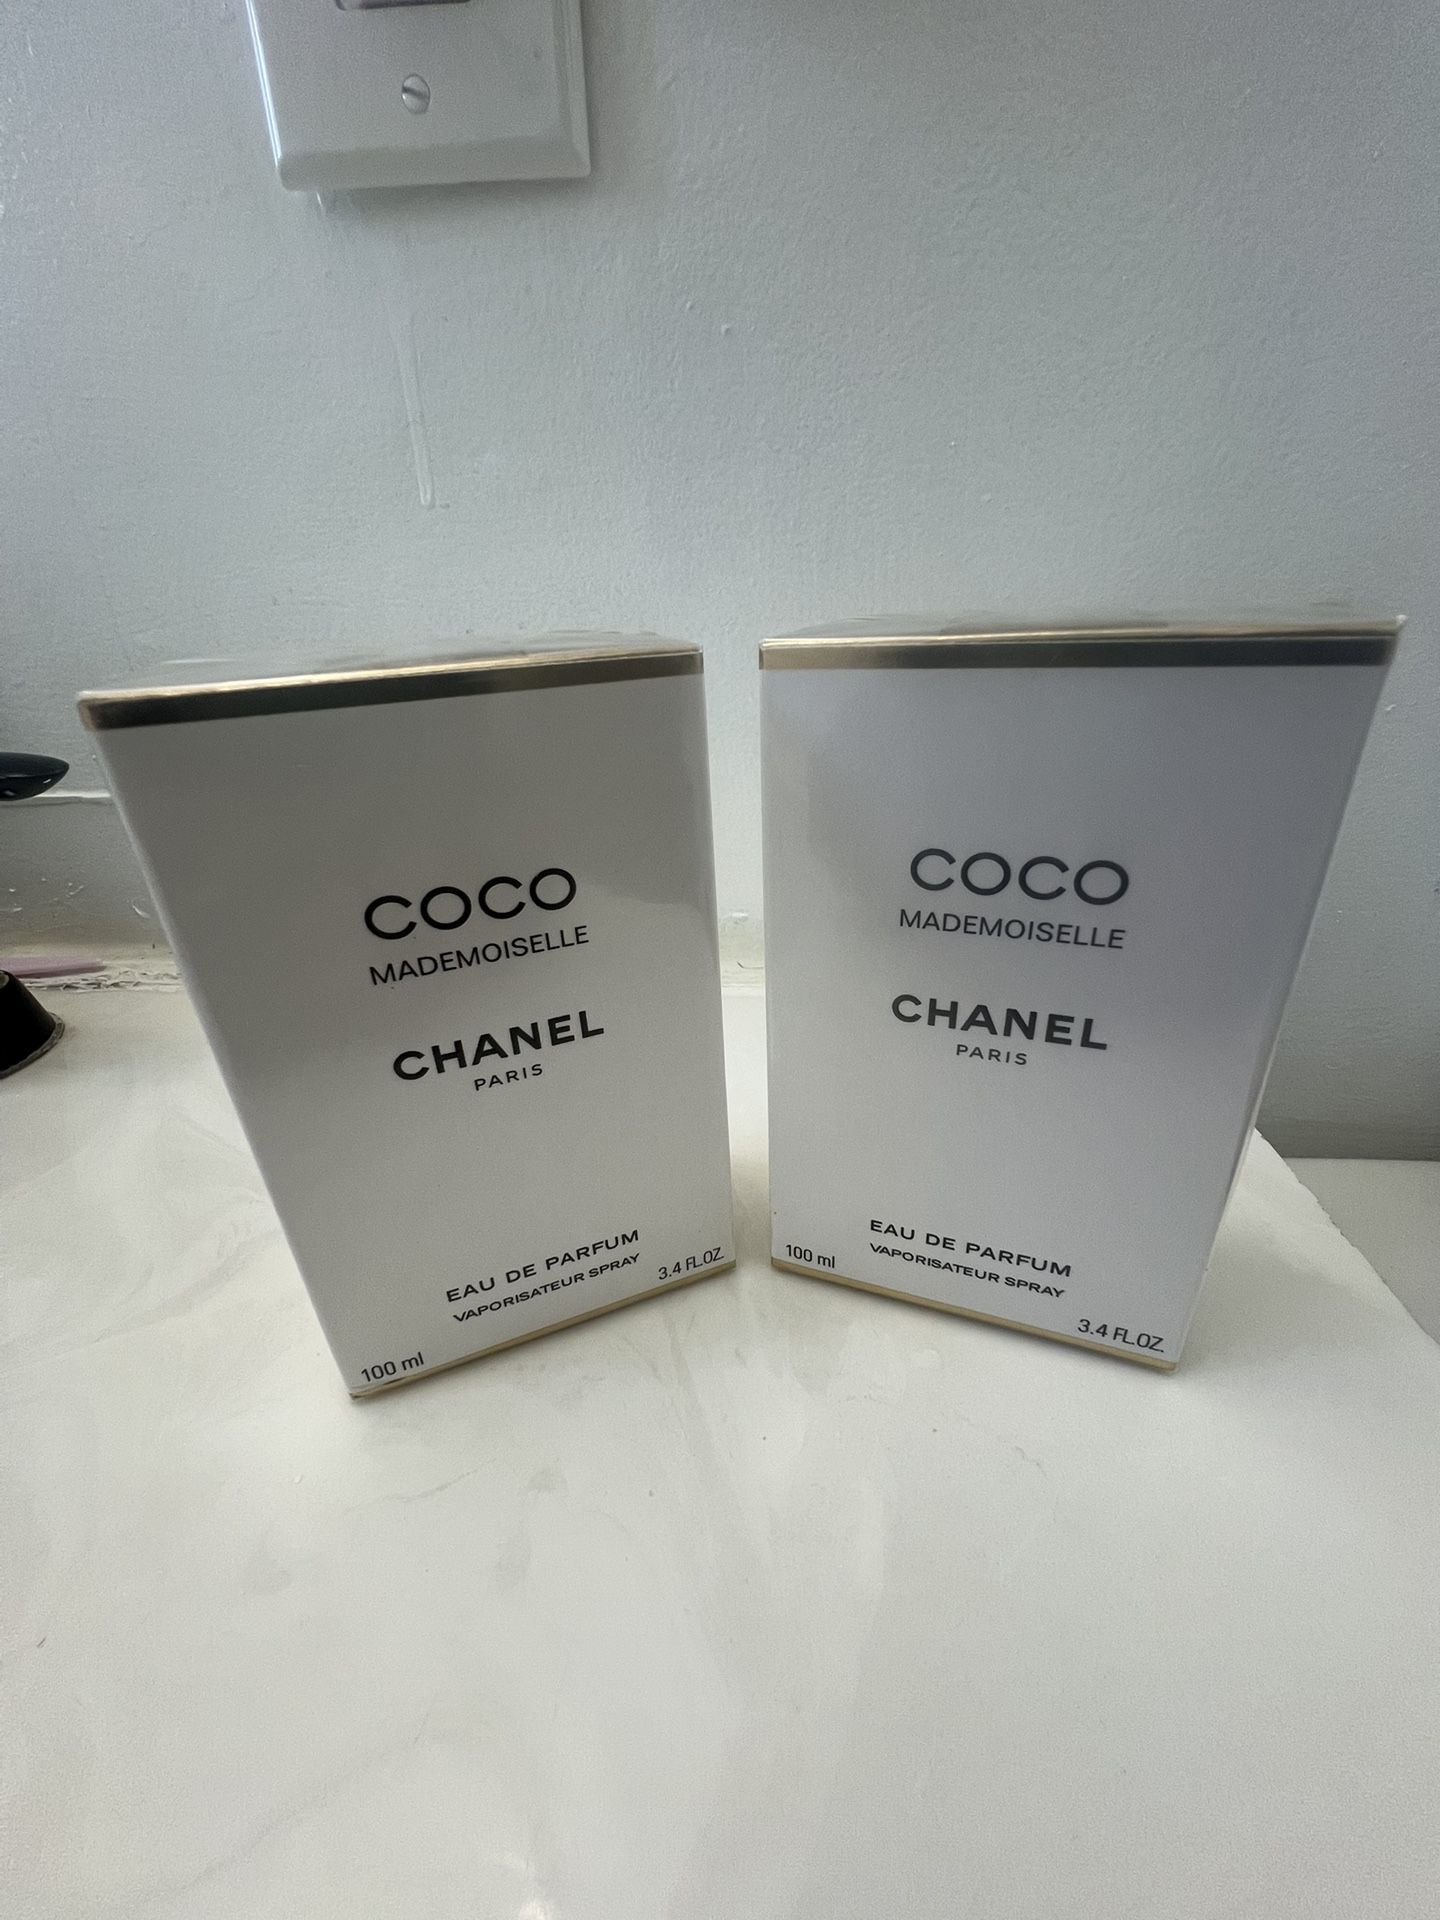 COCO
MADEMOISELLE
CHANEL
PARIS
EAU DE PARFUM
VAPORISATEUR SPRAY
100 ml
3.4 FL.OZ.
COCO
MADEMOISELLE
CHANEL
PARIS
EAU DE PARFUM
VAPORISATEUR SPRAY
100 ml
3.4 FL.OZ.